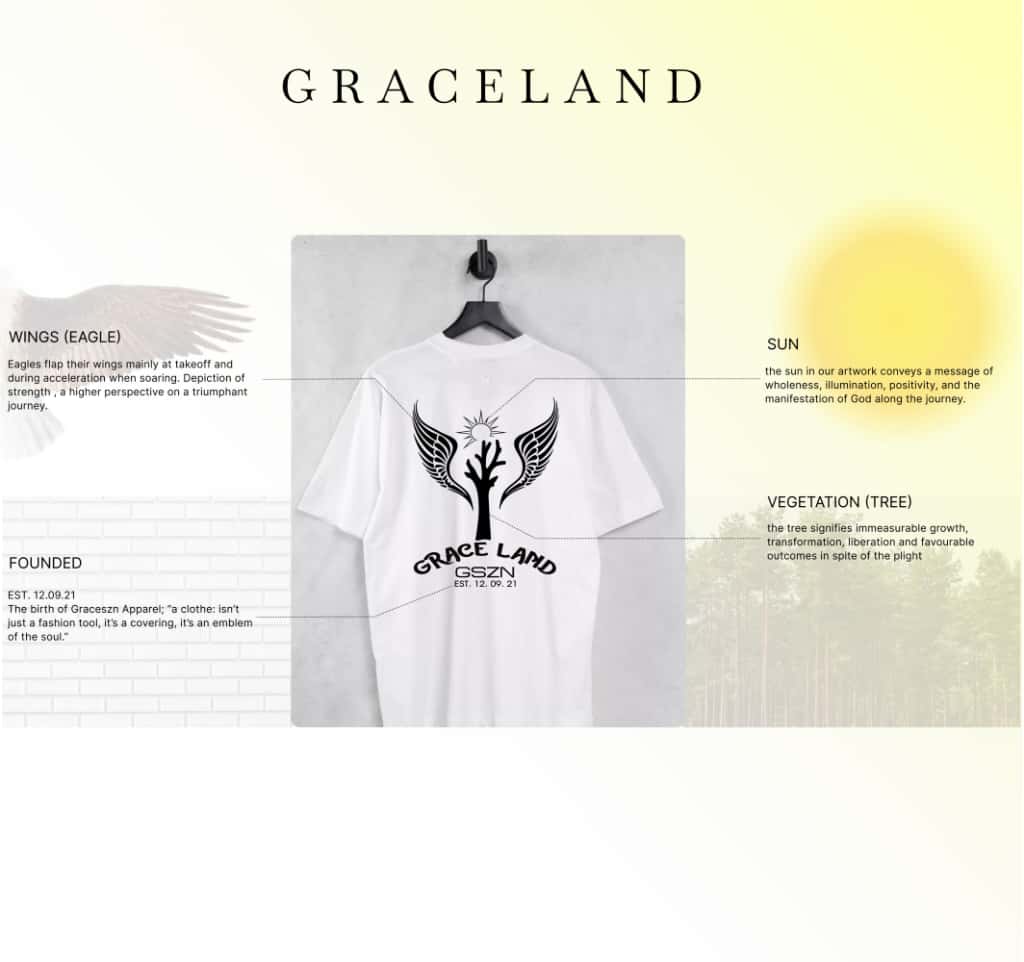 GRACELAND
WINGS (EAGLE)
Eagles flap their wings mainly at takeoff and
during acceleration when soaring. Depiction of
strength , a higher perspective on a triumphant
journey.
SUN
the sun in our artwork conveys a message of
wholeness, illumination, positivity, and the
manifestation of God along the journey.
VEGETATION (TREE)
the tree signifies immeasurable growth,
transformation, liberation and favourable
outcomes in spite of the plight
GRACE LAND
GSZN
EST. 12. 09. 21
FOUNDED
EST. 12.09.21
The birth of Graceszn Apparel; “a clothe: isn’t
just a fashion tool, it’s a covering, it’s an emblem
of the soul.”